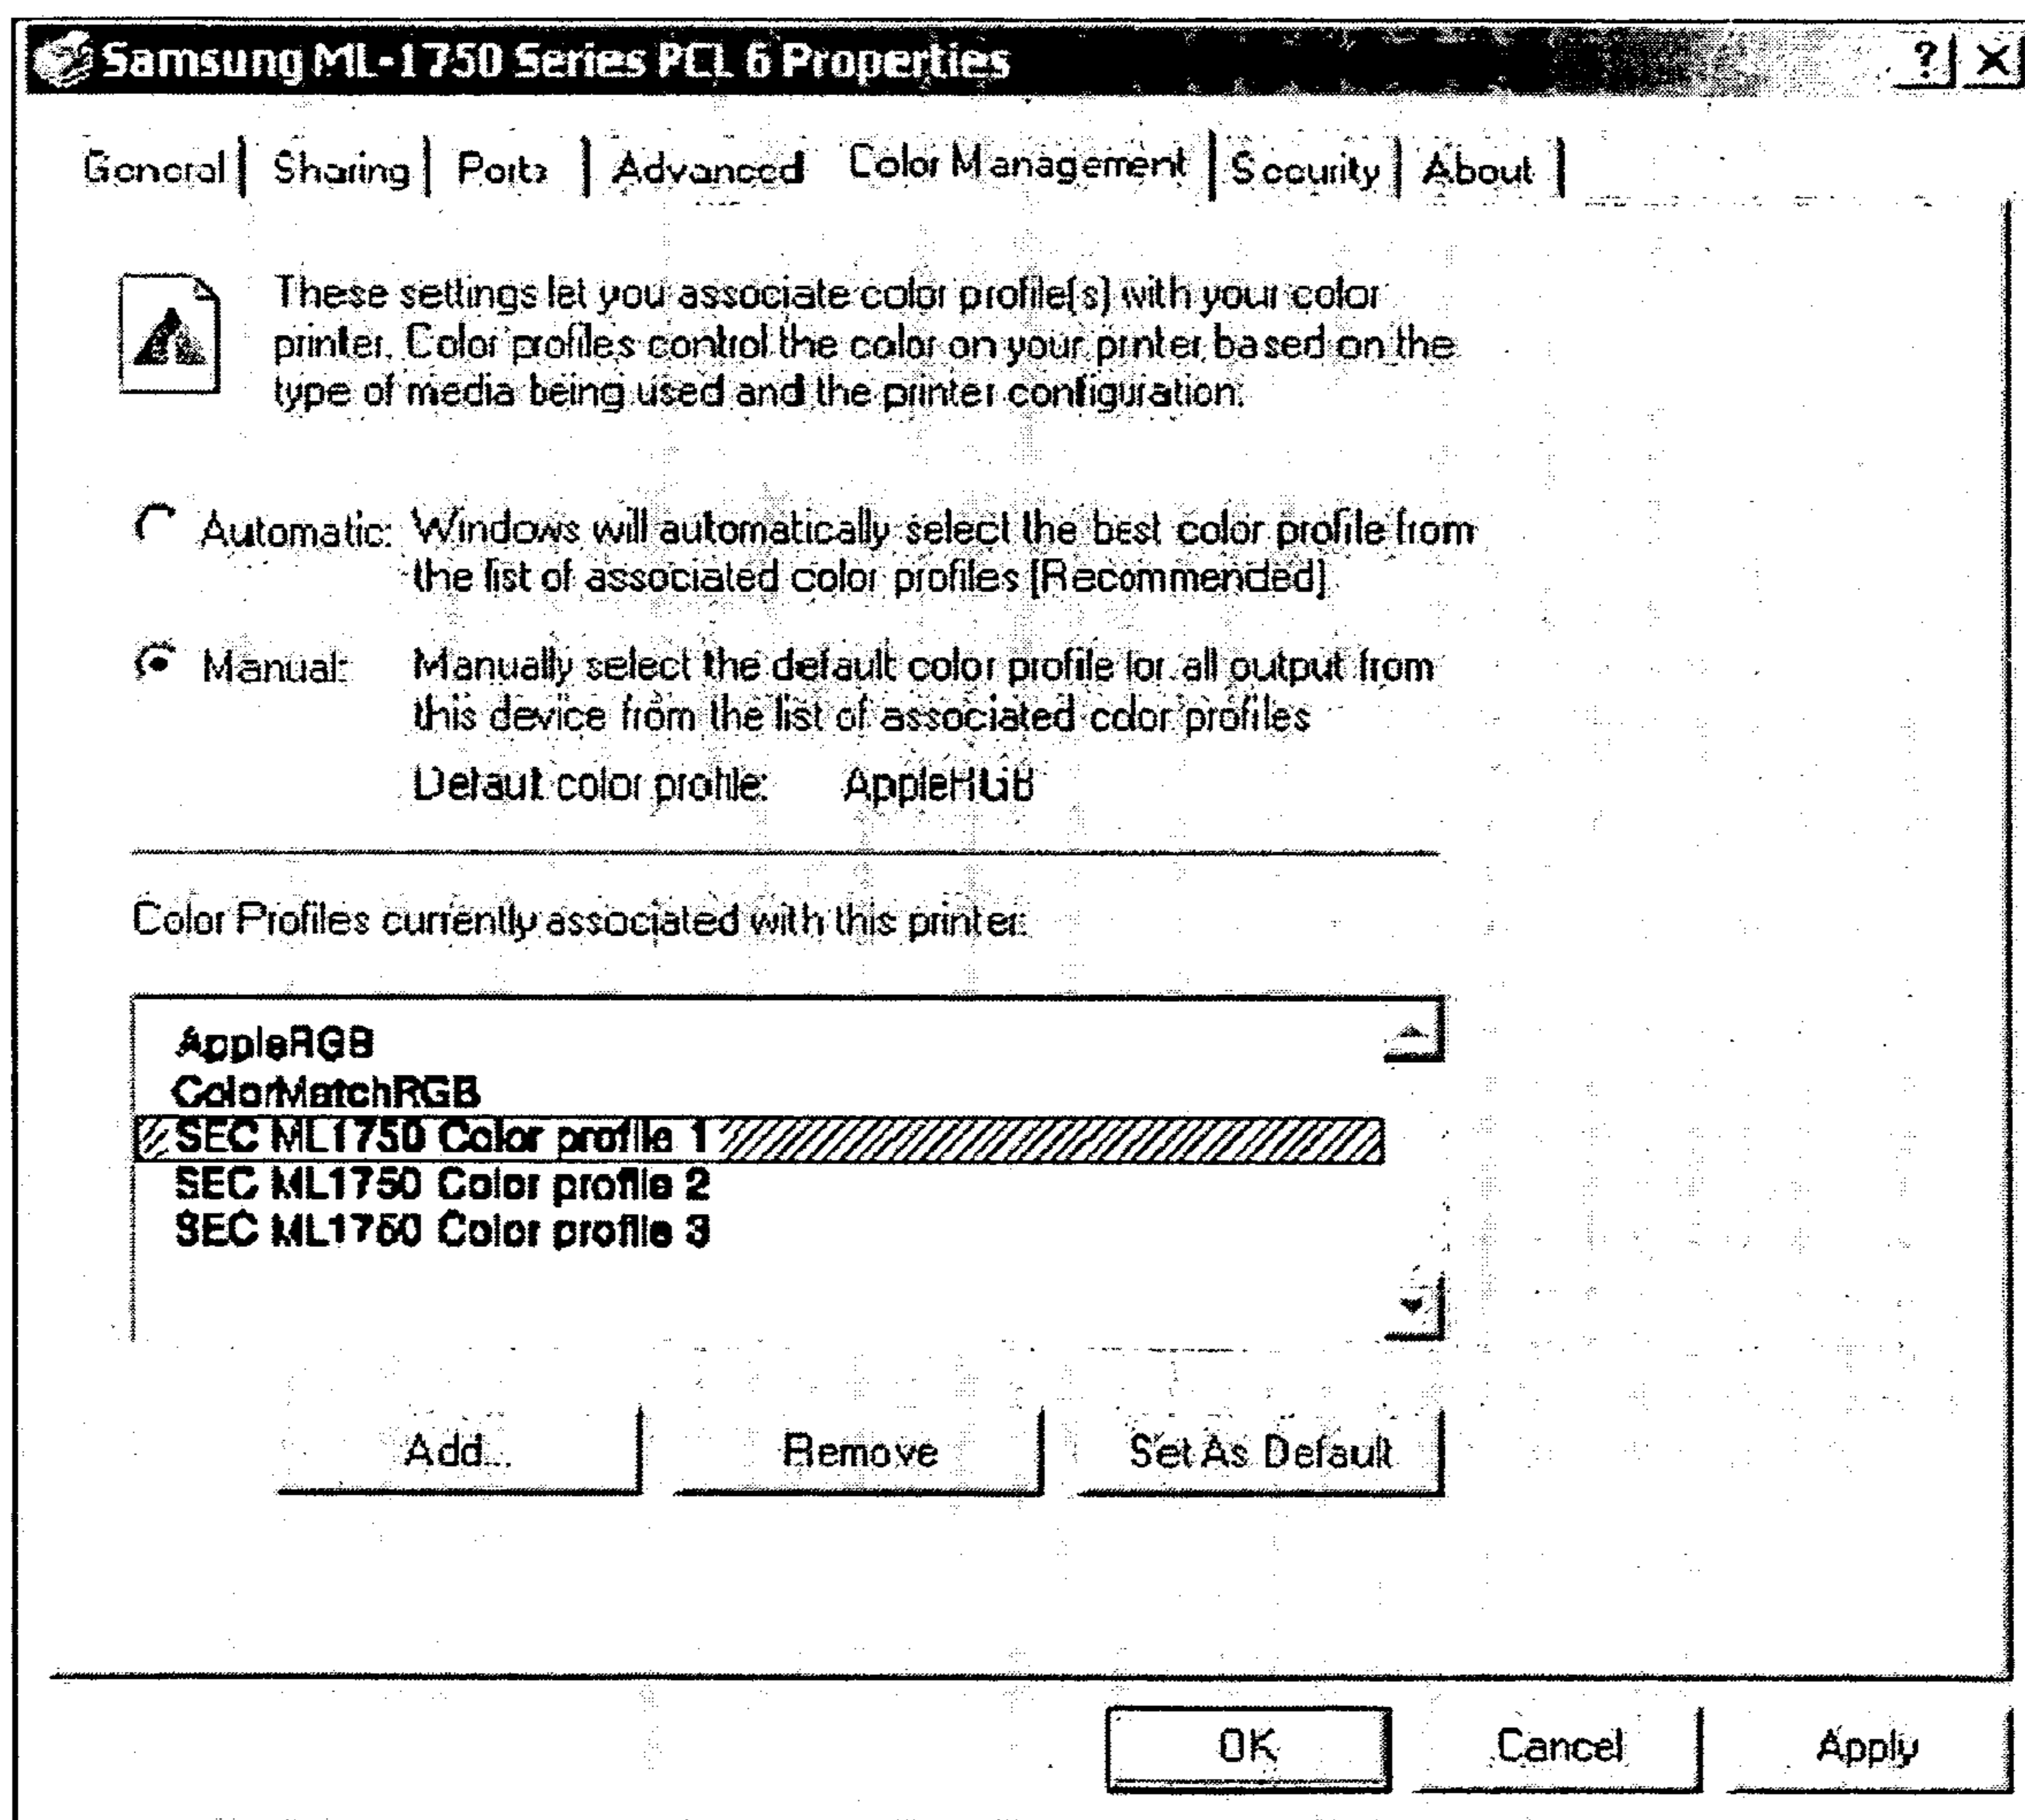 Samsung ML-1750 Series PCL 6 Properties ? X
General Sharing Ports Advanced Color Management Security About
These settings let you associate color profile(s) with your color
printer. Color profiles control the color on your printer based on the
type of media being used and the printer configuration.
Automatic: Windows will automatically select the best color profile from
the list of associated color profiles [Recommended]
Manual: Manually select the default color profile for all output from
this device from the list of associated color profiles
Default color profile: AppleRGB
Color Profiles currently associated with this printer:
AppleRGB
ColorMatchRGB
SEC ML1750 Color profile 1
SEC ML1750 Color profile 2
SEC ML1750 Color profile 3
Add... Remove Set As Default
OK Cancel Apply